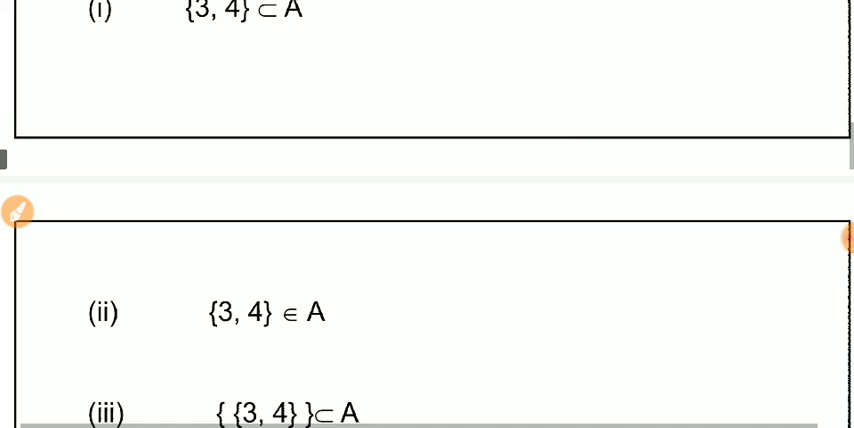 (i) {3, 4} ⊂ A
(ii) {3, 4} ∈ A
(iii) { {3, 4} }⊂ A